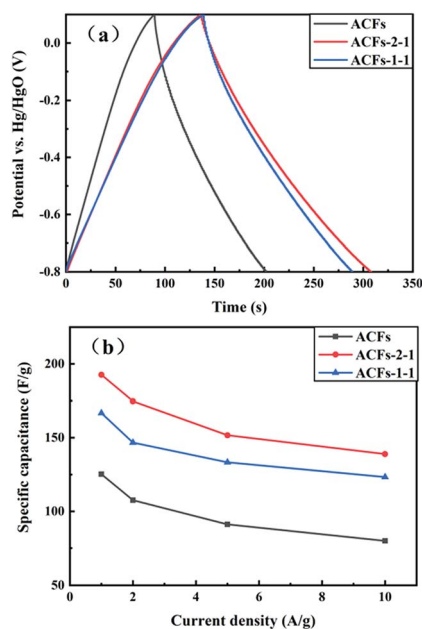 (a)
ACFs
ACFs-2-1
ACFs-1-1
Potential vs. Hg/HgO (V)
0.0
-0.2
-0.4
-0.6
-0.8
0 50 100 150 200 250 300 350
Time (s)
(b)
ACFs
ACFs-2-1
ACFs-1-1
Specific capacitance (F/g)
200
150
100
50
0 2 4 6 8 10
Current density (A/g)